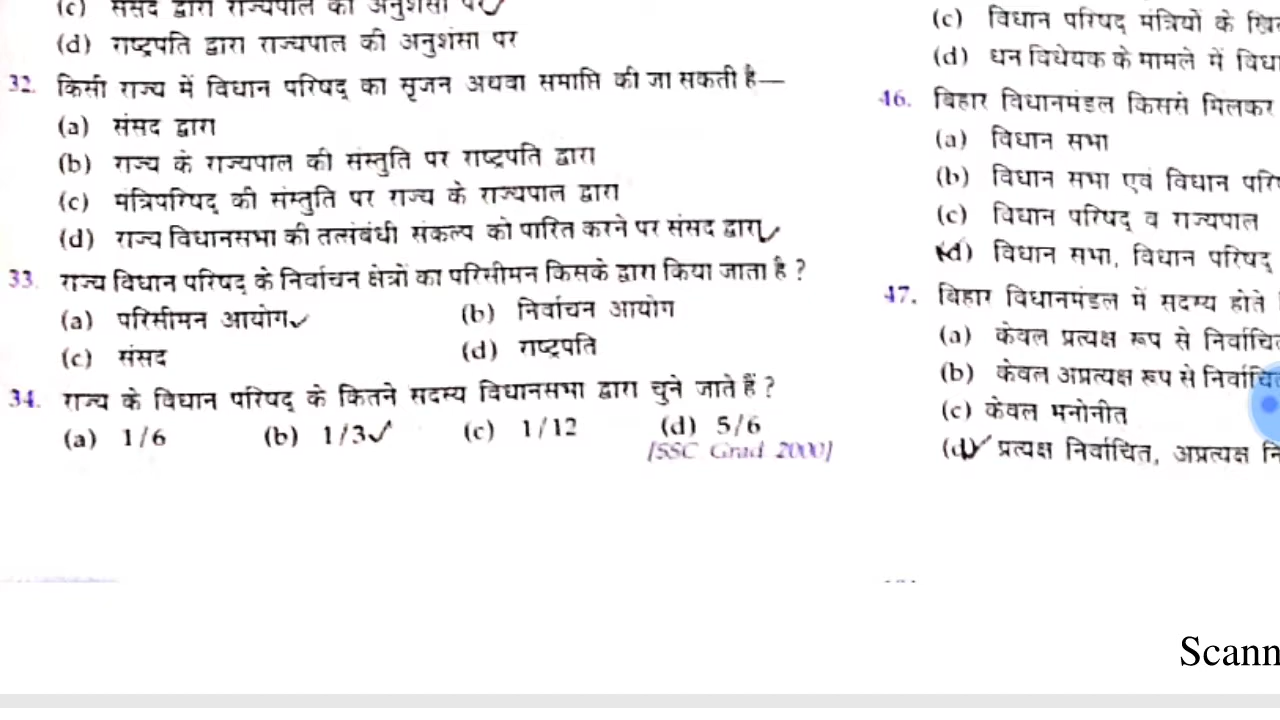 (c) संसद द्वारा राज्यपाल की अनुशंसा पर
(d) राष्ट्रपति द्वारा राज्यपाल की अनुशंसा पर
32. किसी राज्य में विधान परिषद् का सृजन अथवा समाप्ति की जा सकती है—
(a) संसद द्वारा
(b) राज्य के राज्यपाल की संस्तुति पर राष्ट्रपति द्वारा
(c) मंत्रिपरिषद् की संस्तुति पर राज्य के राज्यपाल द्वारा
(d) राज्य विधानसभा की तत्संबंधी संकल्प को पारित करने पर संसद द्वारा
33. राज्य विधान परिषद् के निर्वाचन क्षेत्रों का परिसीमन किसके द्वारा किया जाता है ?
(a) परिसीमन आयोग (b) निर्वाचन आयोग
(c) संसद (d) राष्ट्रपति
34. राज्य के विधान परिषद् के कितने सदस्य विधानसभा द्वारा चुने जाते हैं ?
(a) 1/6 (b) 1/3 (c) 1/12 (d) 5/6
[SSC Grad 2000]
(c) विधान परिषद् मंत्रियों के
(d) धन विधेयक के मामले में
46. बिहार विधानमंडल किससे मिलकर
(a) विधान सभा
(b) विधान सभा एवं विधान
(c) विधान परिषद् व राज्यपाल
(d) विधान सभा, विधान परिषद्
47. बिहार विधानमंडल में सदस्य होते
(a) केवल प्रत्यक्ष रूप से
(b) केवल अप्रत्यक्ष रूप से
(c) केवल मनोनीत
(d) प्रत्यक्ष निर्वाचित, अप्रत्यक्ष
Scann